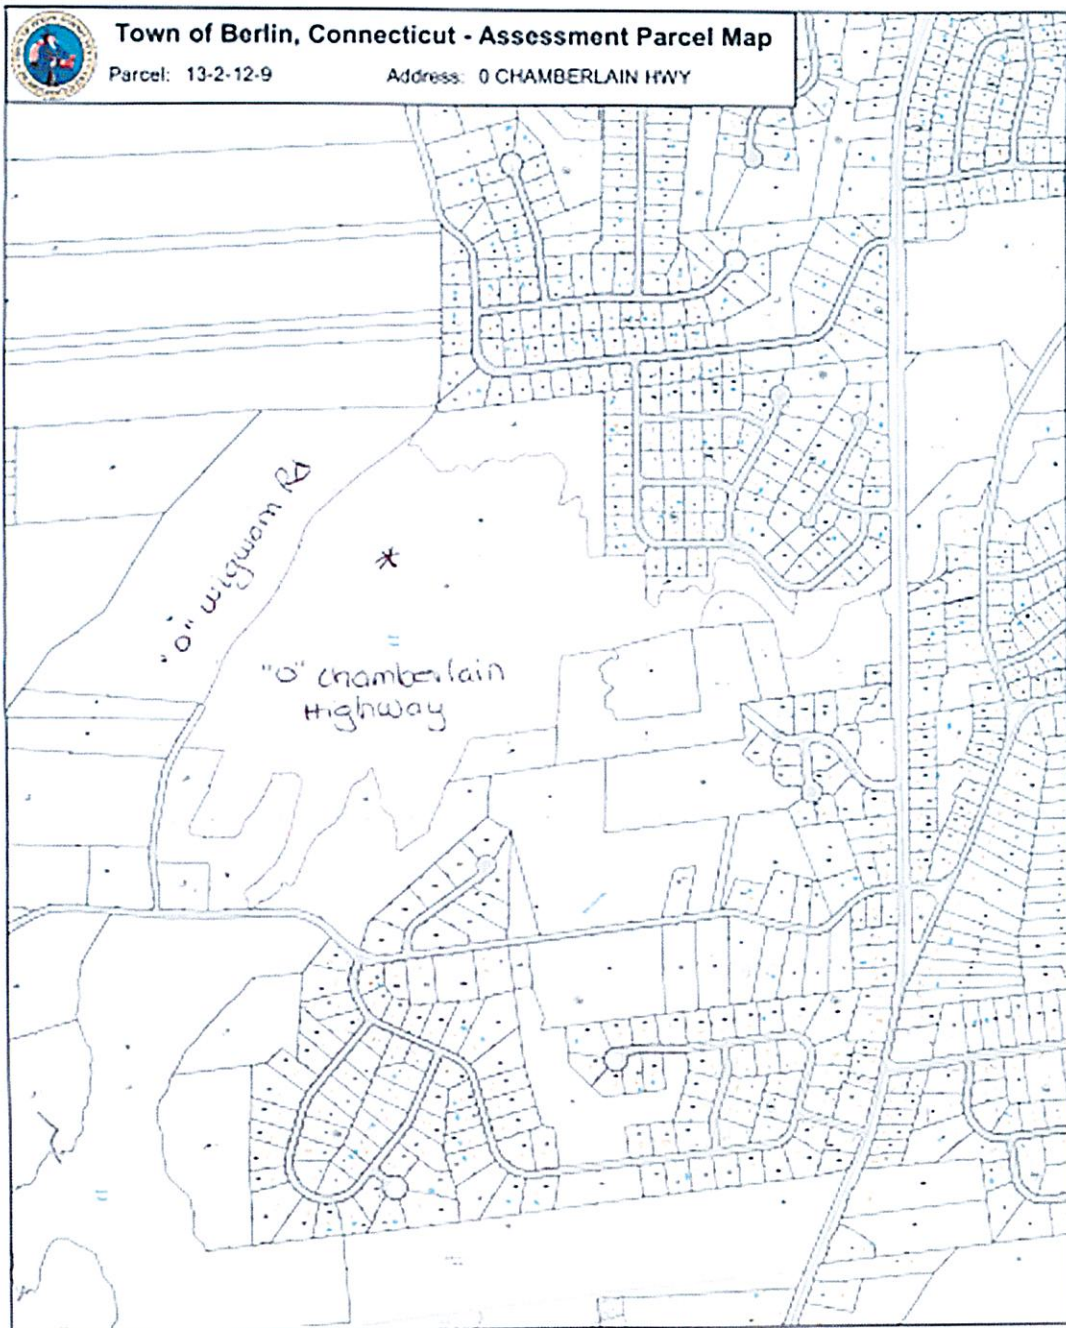 Town of Berlin, Connecticut - Assessment Parcel Map
Parcel: 13-2-12-9 Address: 0 CHAMBERLAIN HWY
"0" Wigwam Rd
*
"0" Chamberlain
Highway